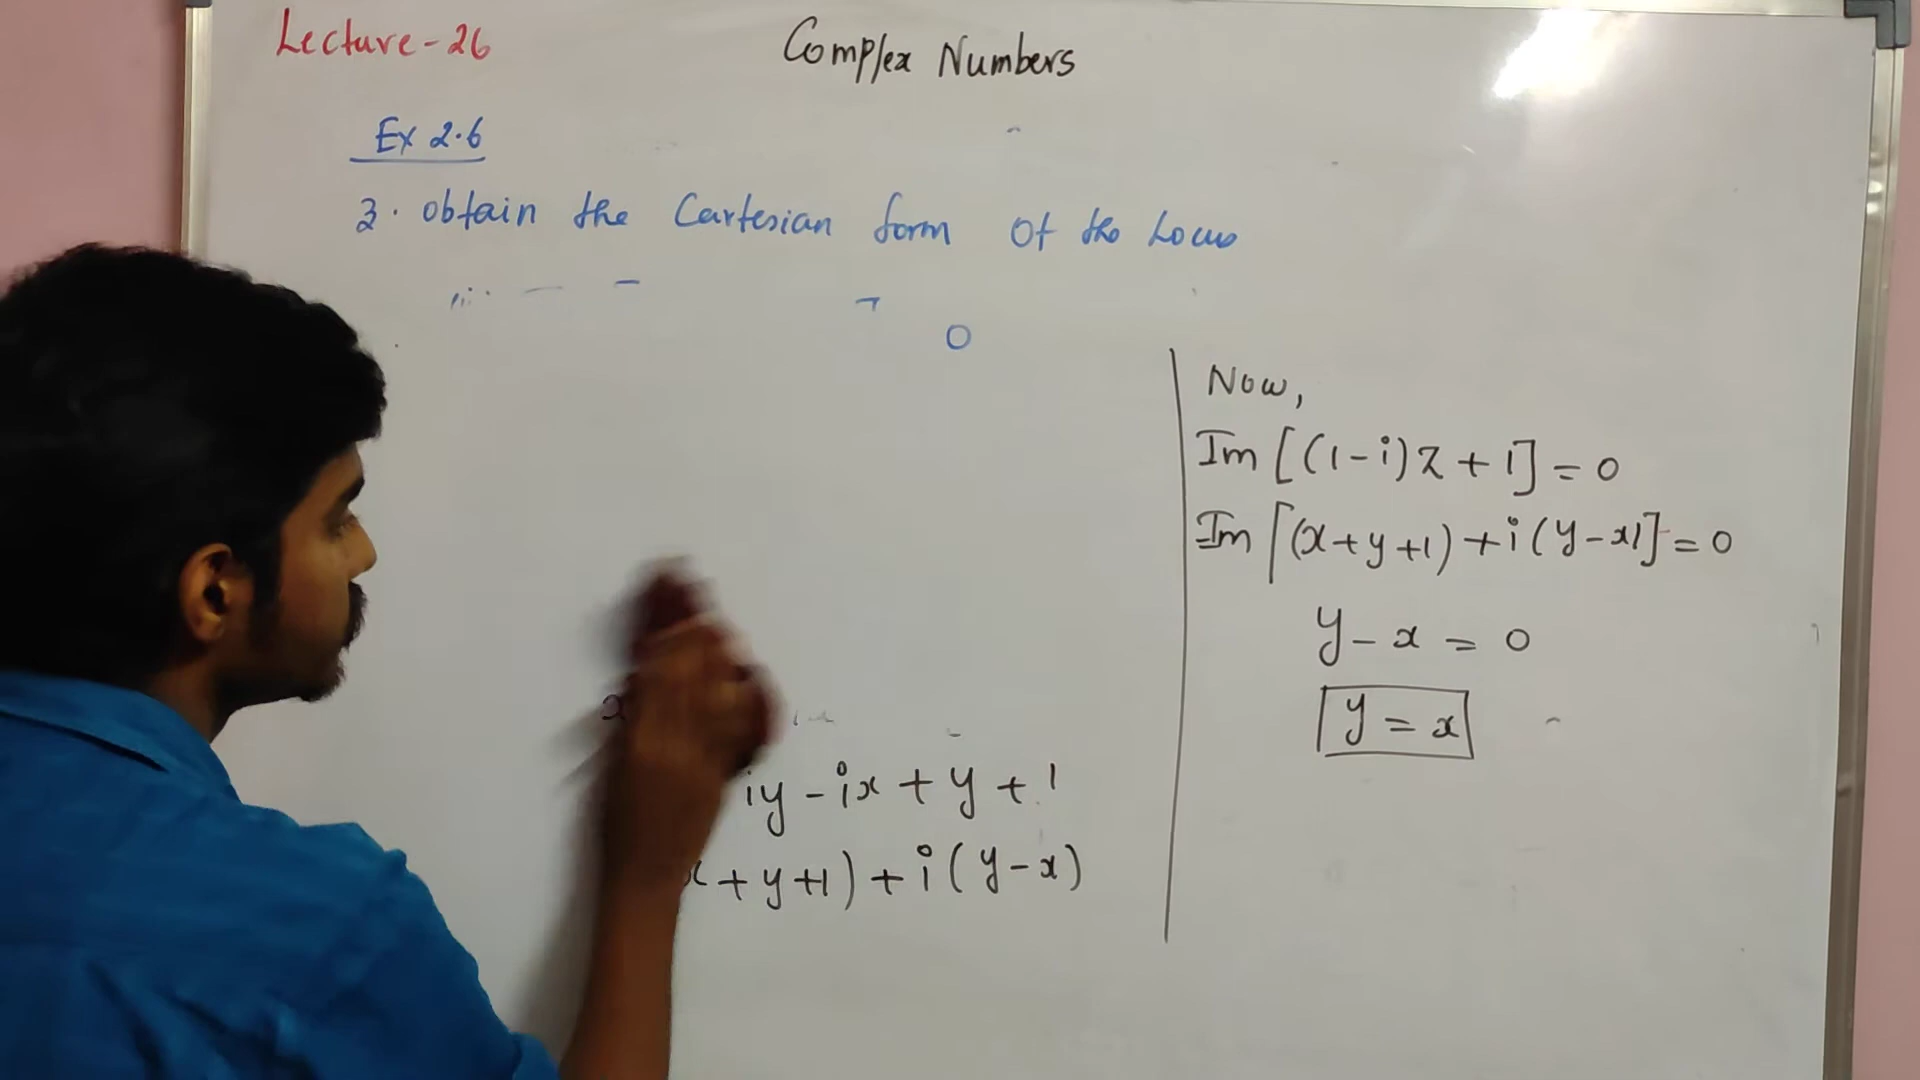 Lecture-26
Complex Numbers
Ex 2.6
3. obtain the Cartesian form of the Locus
0
iy - ix + y + 1
+ y + 1) + i (y - x)
Now,
Im [(1-i)z + 1] = 0
Im [(x + y + 1) + i (y - x)] = 0
y - x = 0
y = x